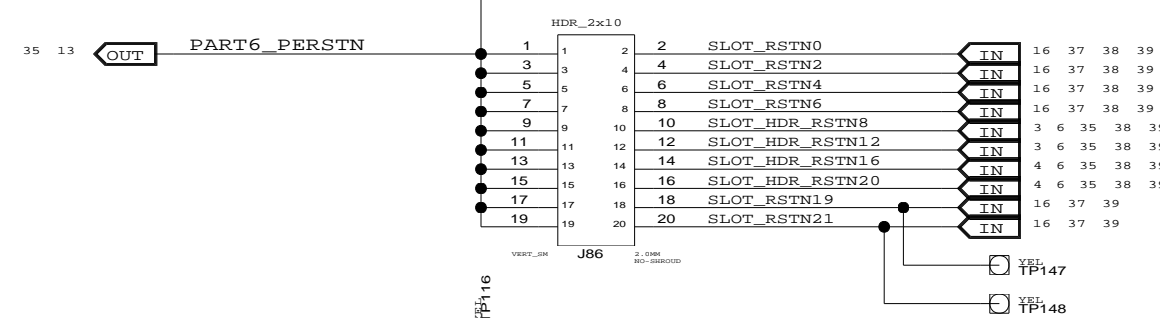 HDR_2x10
35 13 OUT PART6_PERSTN
1 1 2 2 SLOT_RSTN0 IN 16 37 38 39
3 3 4 4 SLOT_RSTN2 IN 16 37 38 39
5 5 6 6 SLOT_RSTN4 IN 16 37 38 39
7 7 8 8 SLOT_RSTN6 IN 16 37 38 39
9 9 10 10 SLOT_HDR_RSTN8 IN 3 6 35 38 39
11 11 12 12 SLOT_HDR_RSTN12 IN 3 6 35 38 39
13 13 14 14 SLOT_HDR_RSTN16 IN 4 6 35 38 39
15 15 16 16 SLOT_HDR_RSTN20 IN 4 6 35 38 39
17 17 18 18 SLOT_RSTN19 IN 16 37 39
19 19 20 20 SLOT_RSTN21 IN 16 37 39
VERT_SM J86 2.0MM
NO-SHROUD
YEL
TP147
YEL
TP148
YEL
TP116